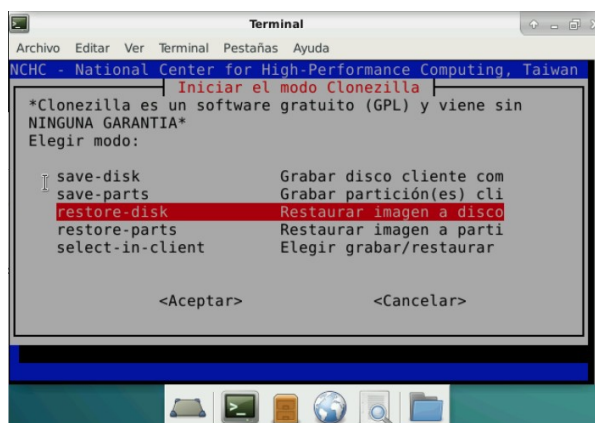 Terminal
Archivo Editar Ver Terminal Pestañas Ayuda
NCHC - National Center for High-Performance Computing, Taiwan
Iniciar el modo Clonezilla
*Clonezilla es un software gratuito (GPL) y viene sin
NINGUNA GARANTIA*
Elegir modo:
save-disk Grabar disco cliente com
save-parts Grabar partición(es) cli
restore-disk Restaurar imagen a disco
restore-parts Restaurar imagen a parti
select-in-client Elegir grabar/restaurar
<Aceptar> <Cancelar>